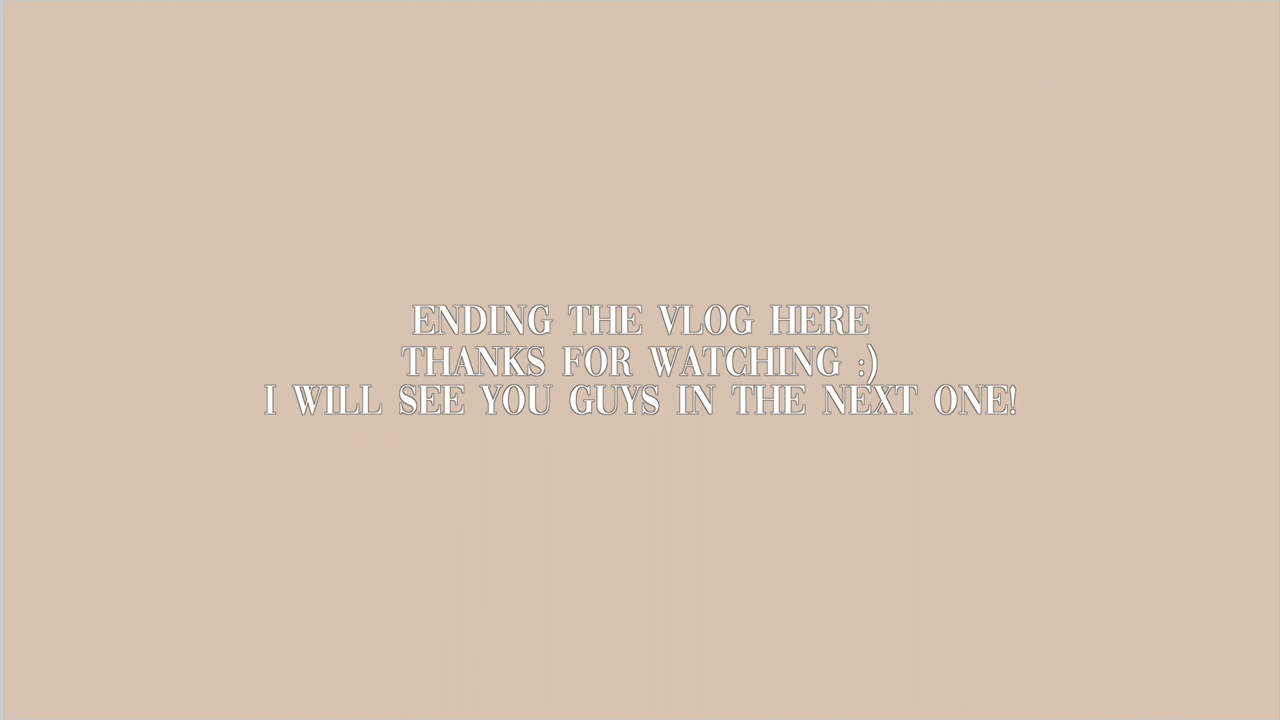 ENDING THE VLOG HERE
THANKS FOR WATCHING :)
I WILL SEE YOU GUYS IN THE NEXT ONE!